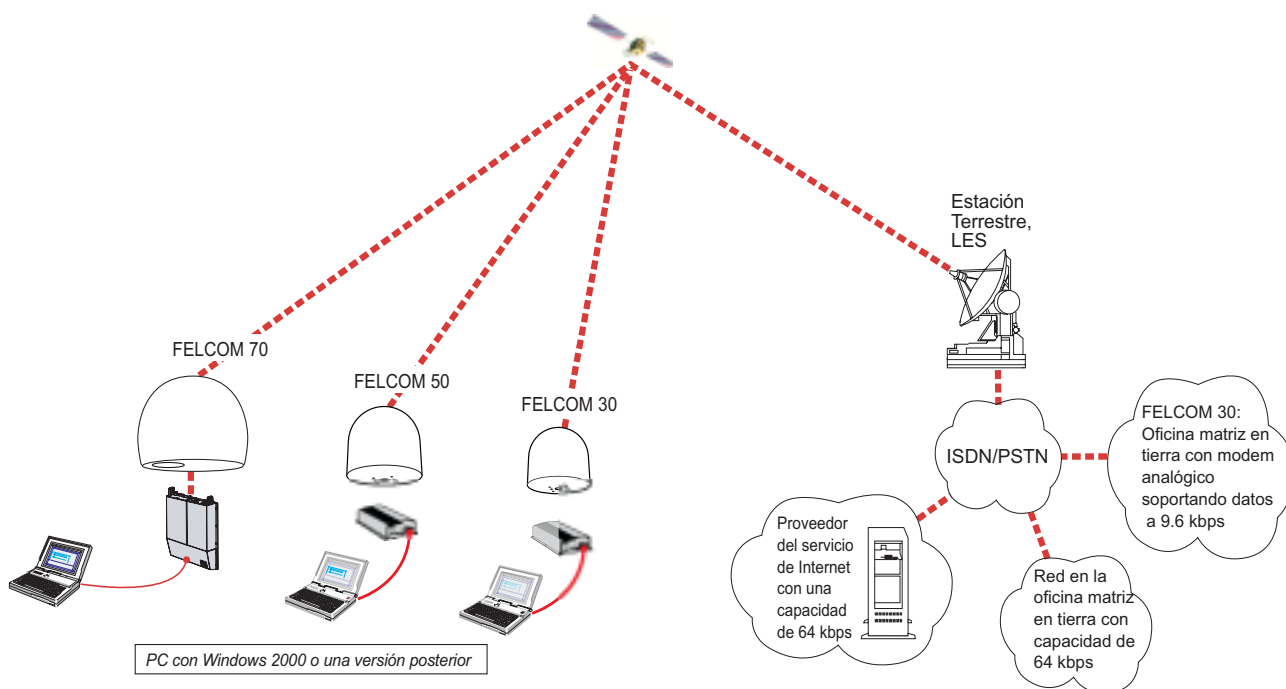 Estación
Terrestre,
LES
FELCOM 70
FELCOM 50
FELCOM 30
ISDN/PSTN
FELCOM 30:
Oficina matriz en
tierra con modem
analógico
soportando datos
a 9.6 kbps
Proveedor
del servicio
de Internet
con una
capacidad
de 64 kbps
Red en la
oficina matriz
en tierra con
capacidad de
64 kbps
PC con Windows 2000 o una versión posterior